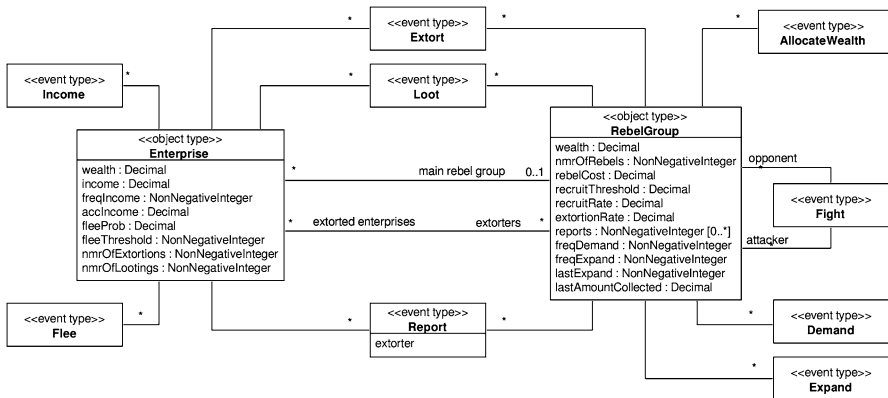 <<event type>>
Extort
<<event type>>
AllocateWealth
<<event type>>
Income
<<event type>>
Loot
<<object type>>
Enterprise
wealth : Decimal
income : Decimal
freqIncome : NonNegativeInteger
accIncome : Decimal
fleeProb : Decimal
fleeThreshold : NonNegativeInteger
nmrOfExtortions : NonNegativeInteger
nmrOfLootings : NonNegativeInteger
<<object type>>
RebelGroup
wealth : Decimal
nmrOfRebels : NonNegativeInteger
rebelCost : Decimal
recruitThreshold : Decimal
recruitRate : Decimal
extortionRate : Decimal
reports : NonNegativeInteger [0..*]
freqDemand : NonNegativeInteger
freqExpand : NonNegativeInteger
lastExpand : NonNegativeInteger
lastAmountCollected : Decimal
* main rebel group 0..1
* extorted enterprises extorters *
opponent
*
<<event type>>
Fight
attacker
*
<<event type>>
Flee
<<event type>>
Report
extorter
<<event type>>
Demand
<<event type>>
Expand
* * *
* * *
* * * *
*